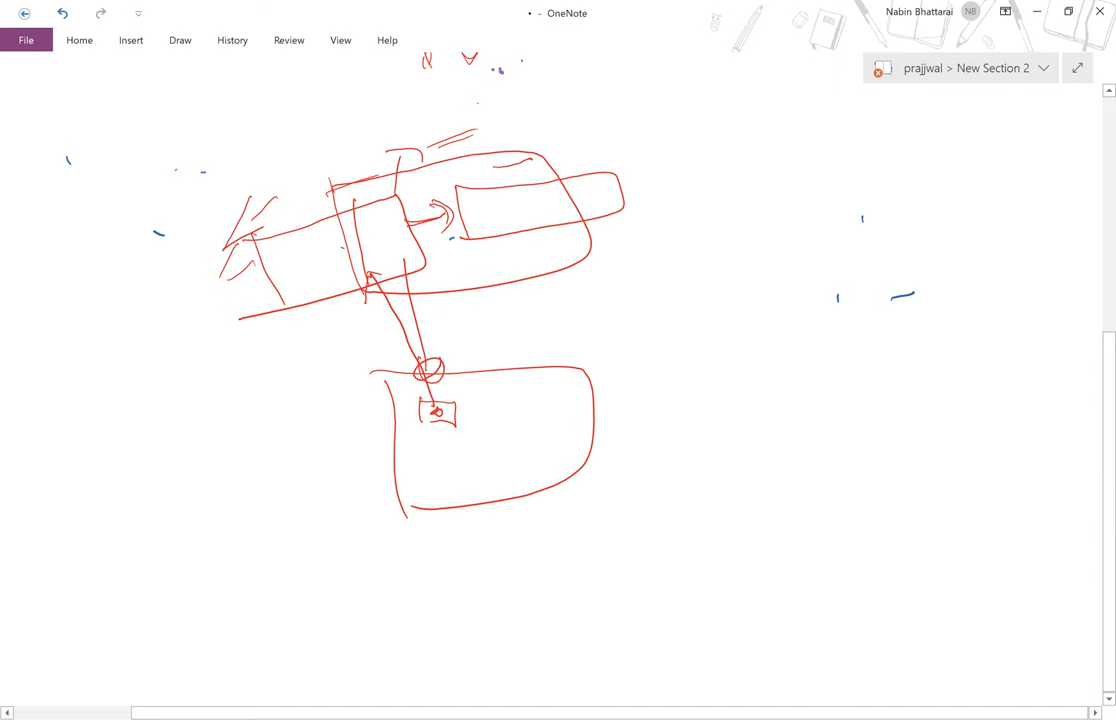 - OneNote
Nabin Bhattarai NB
File Home Insert Draw History Review View Help
prajjwal > New Section 2